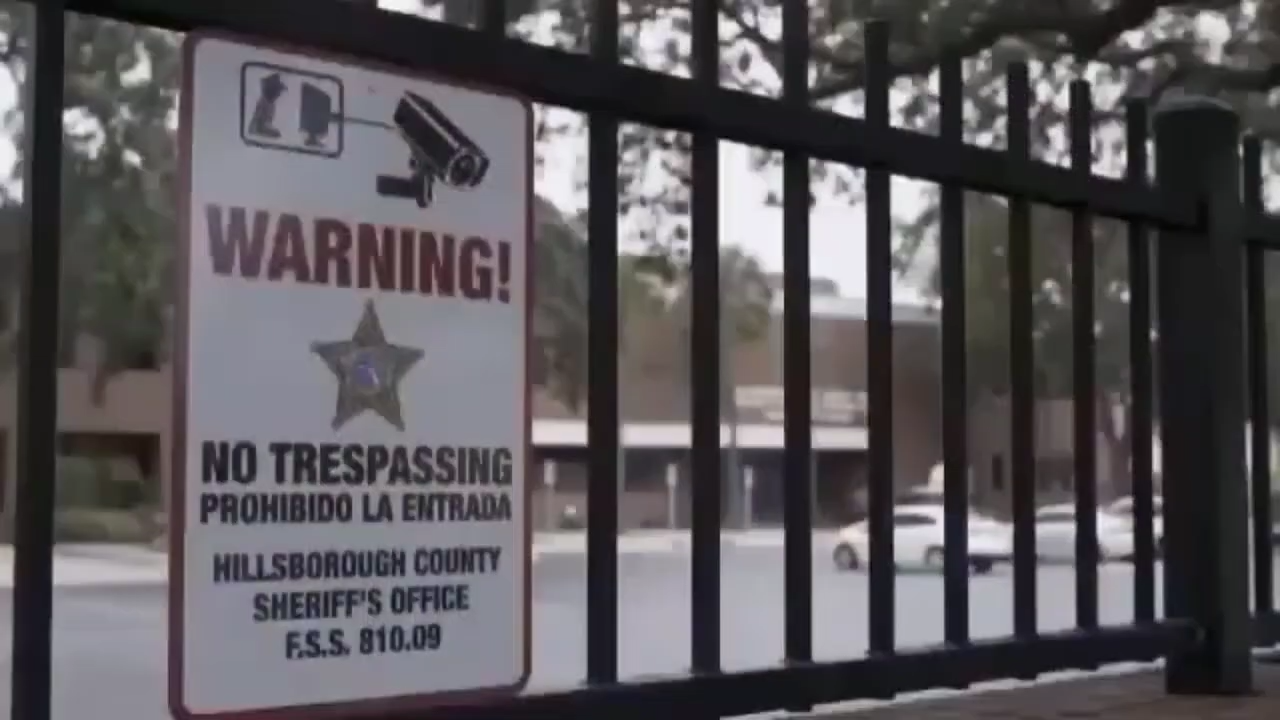 WARNING!
NO TRESPASSING
PROHIBIDO LA ENTRADA
HILLSBOROUGH COUNTY
SHERIFF'S OFFICE
F.S.S. 810.09